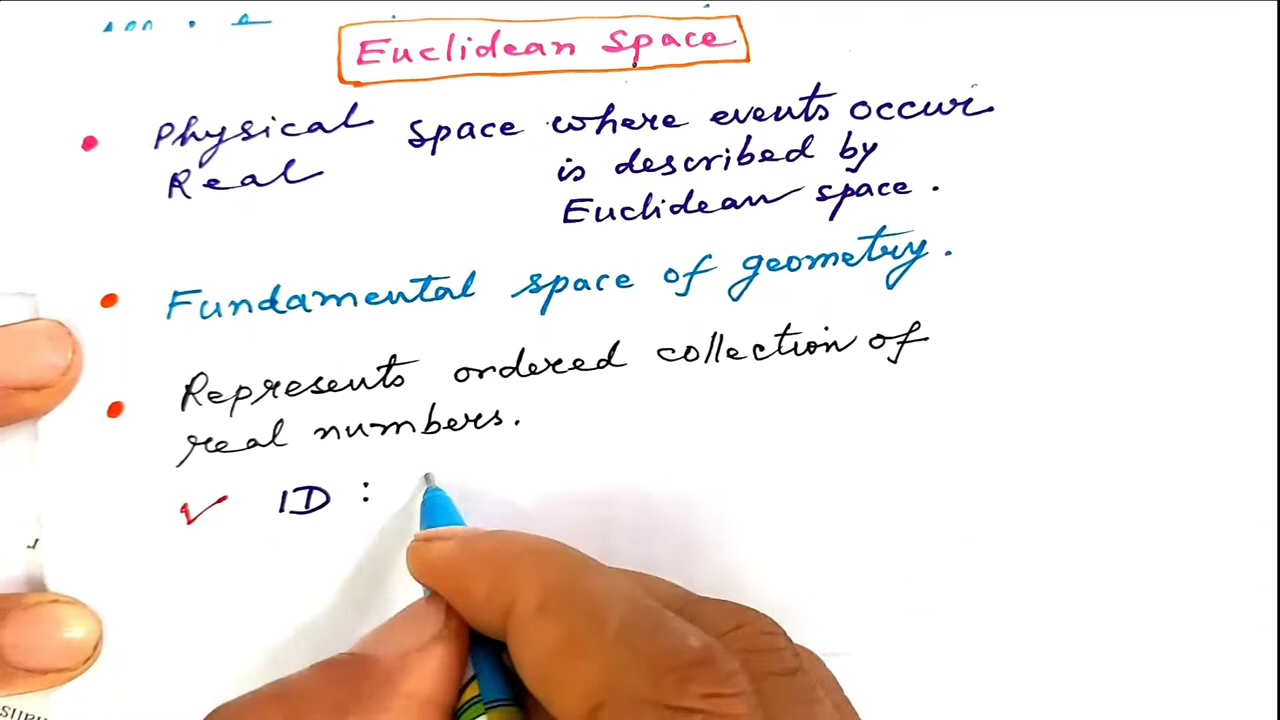 Euclidean space
• Physical space where events occur
Real is described by
Euclidean space.
• Fundamental space of geometry.
• Represents ordered collection of
real numbers.
✓ 1D :